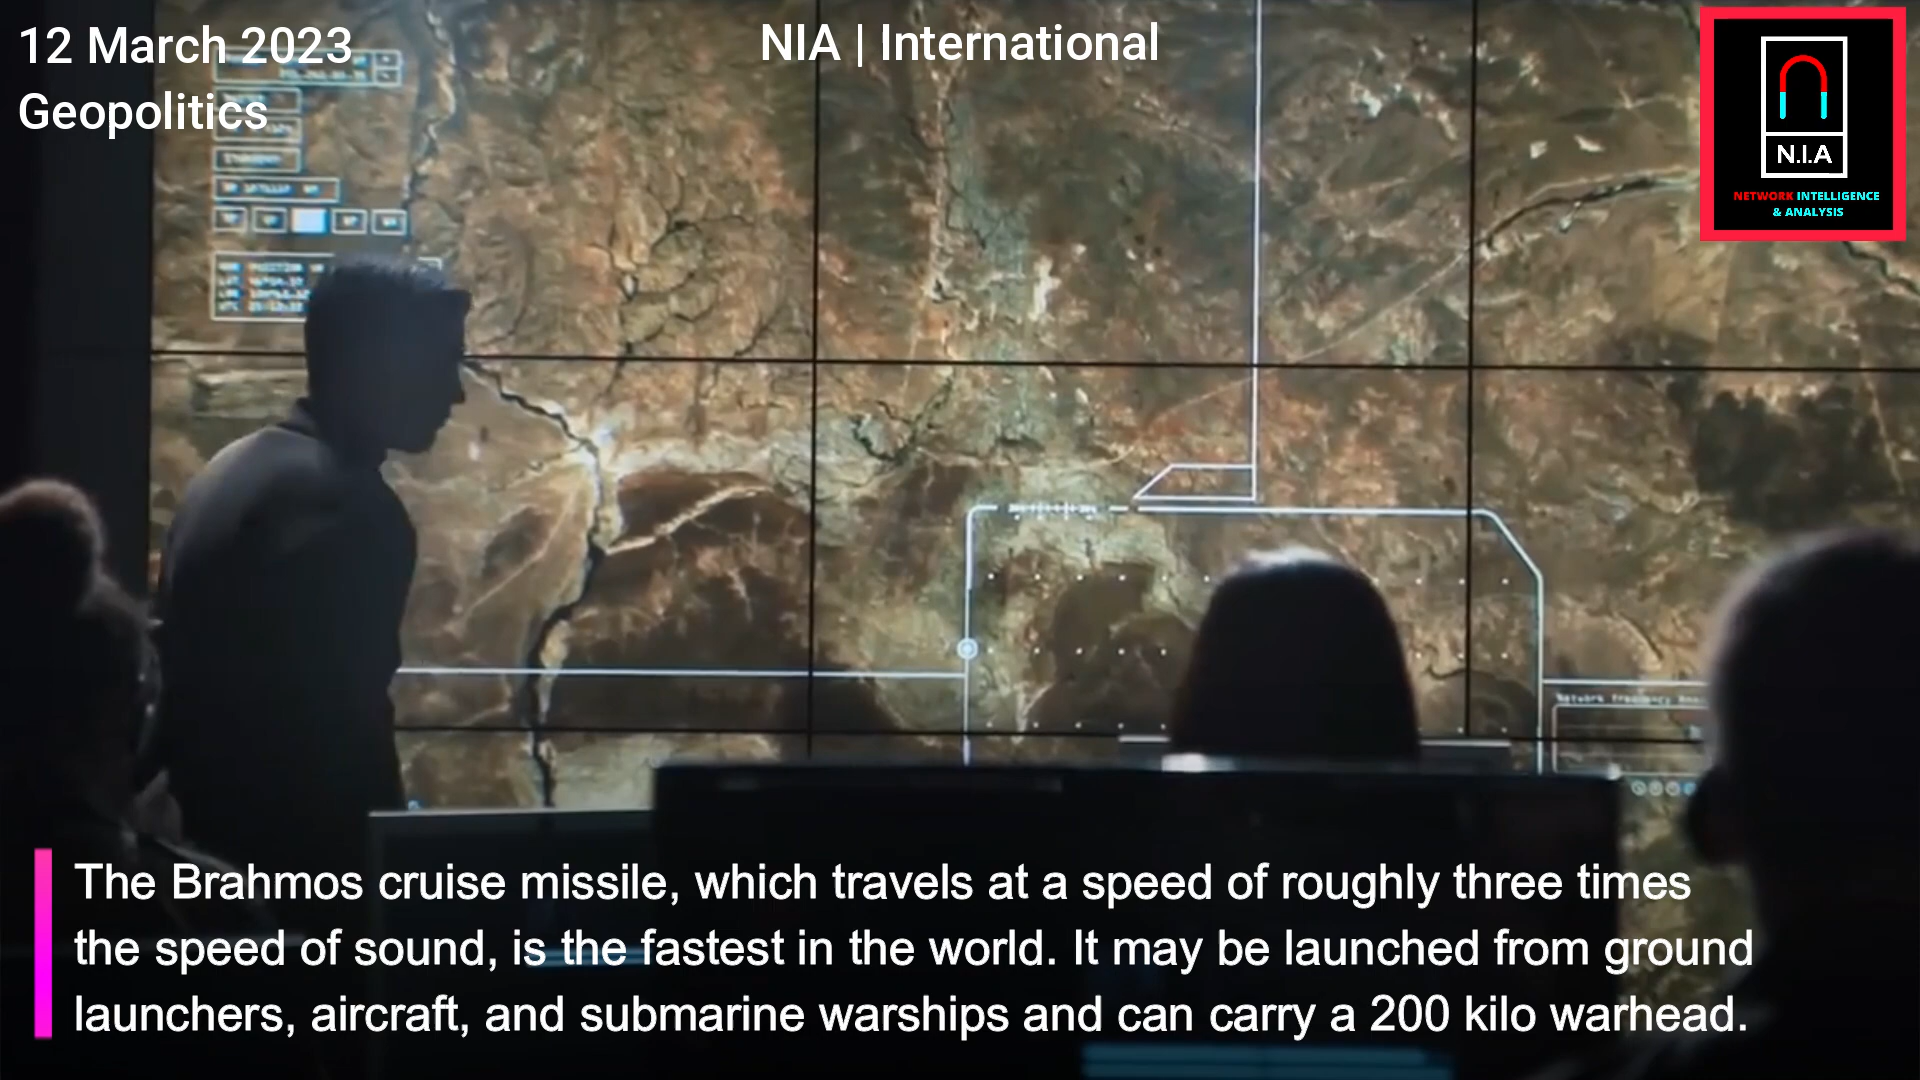 12 March 2023
Geopolitics
NIA | International
N.I.A
NETWORK INTELLIGENCE
& ANALYSIS
Network Frequency
The Brahmos cruise missile, which travels at a speed of roughly three times
the speed of sound, is the fastest in the world. It may be launched from ground
launchers, aircraft, and submarine warships and can carry a 200 kilo warhead.